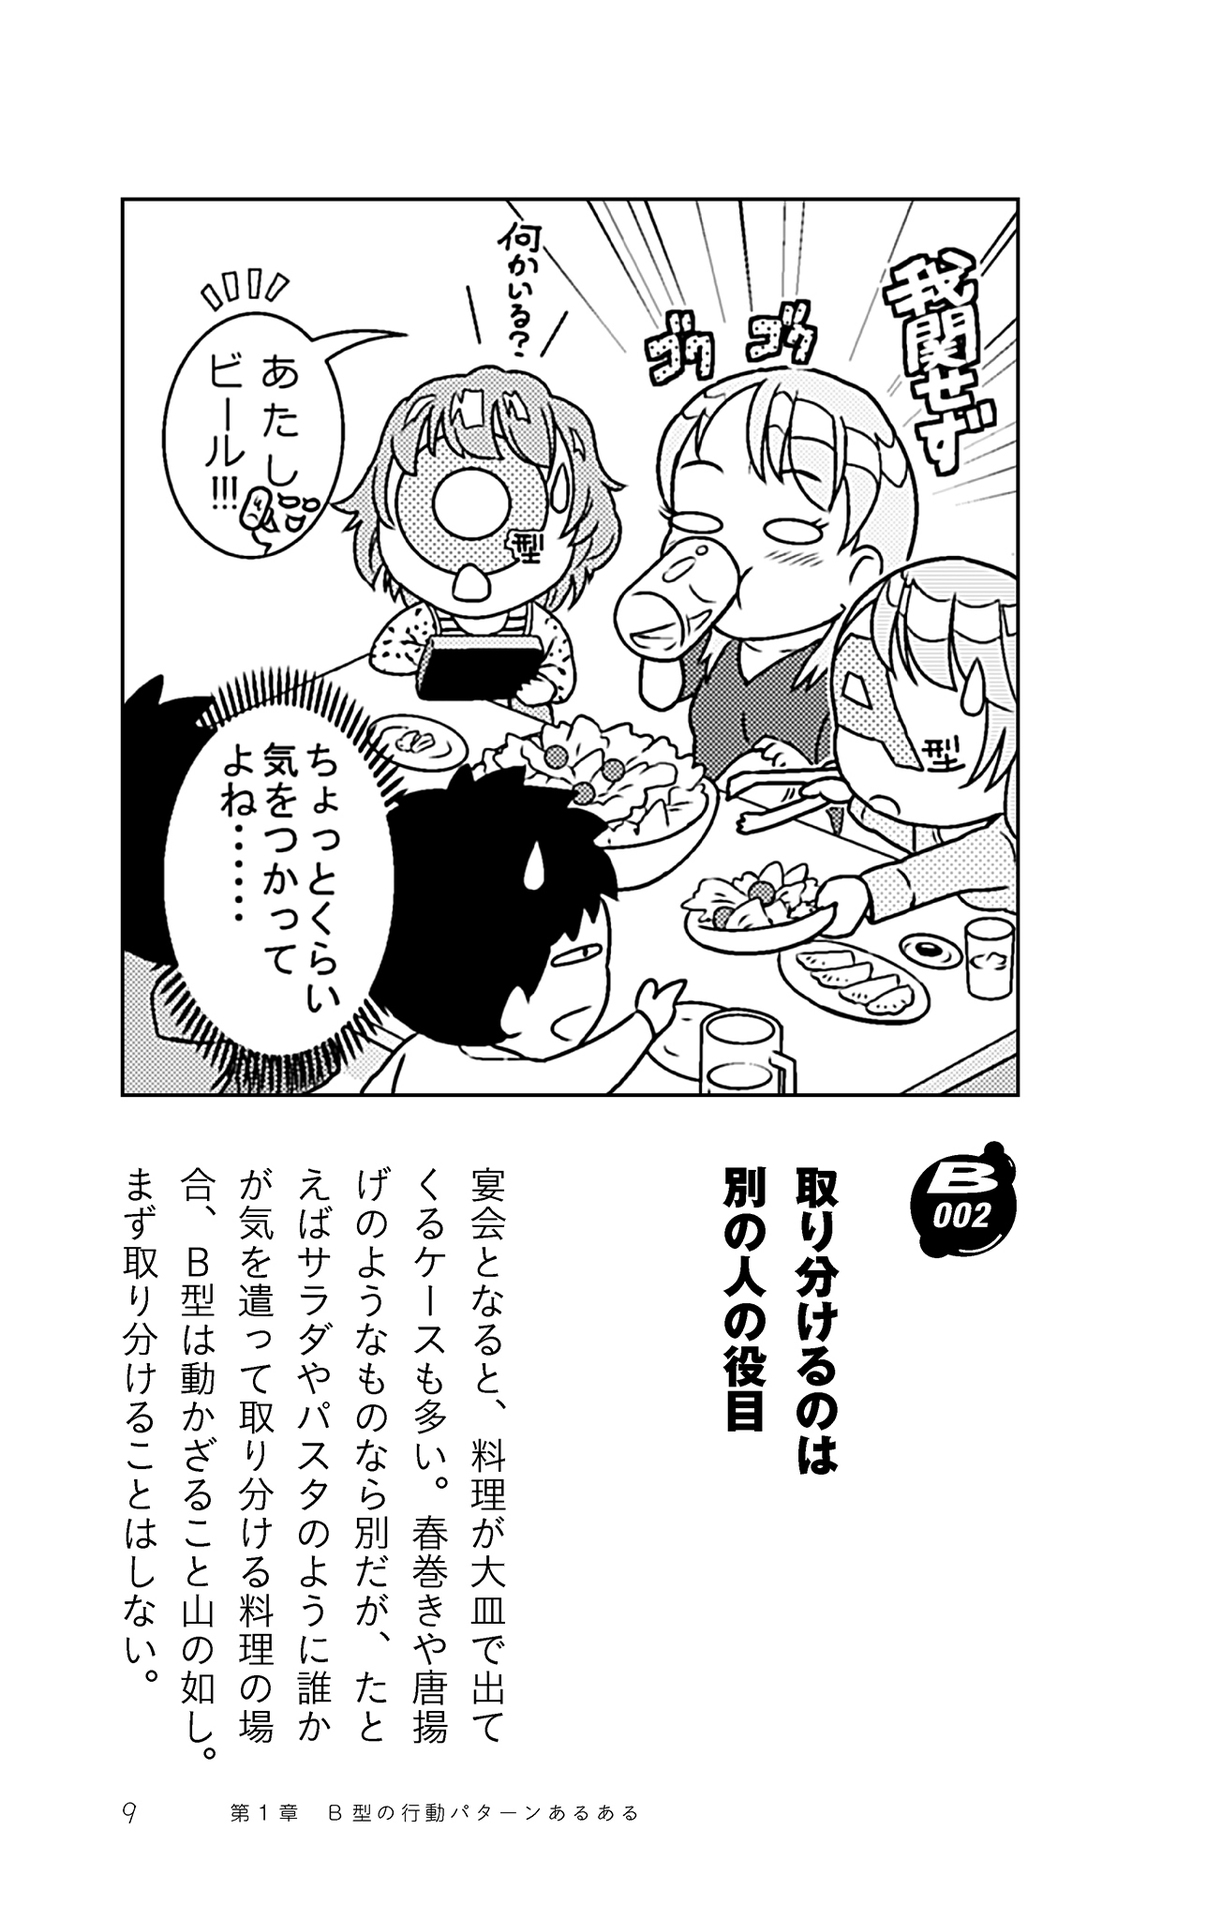 我関せず
ゴク
ゴク
何かいる?
あたし
ビール!!!
型
型
ちょっとくらい
気をつかって
よね……
B
002
取り分けるのは
別の人の役目
宴会となると、料理が大皿で出て
くるケースも多い。春巻きや唐揚
げのようなものなら別だが、たと
えばサラダやパスタのように誰か
が気を遣って取り分ける料理の場
合、B型は動かざること山の如し。
まず取り分けることはしない。
9
第1章　B型の行動パターンあるある